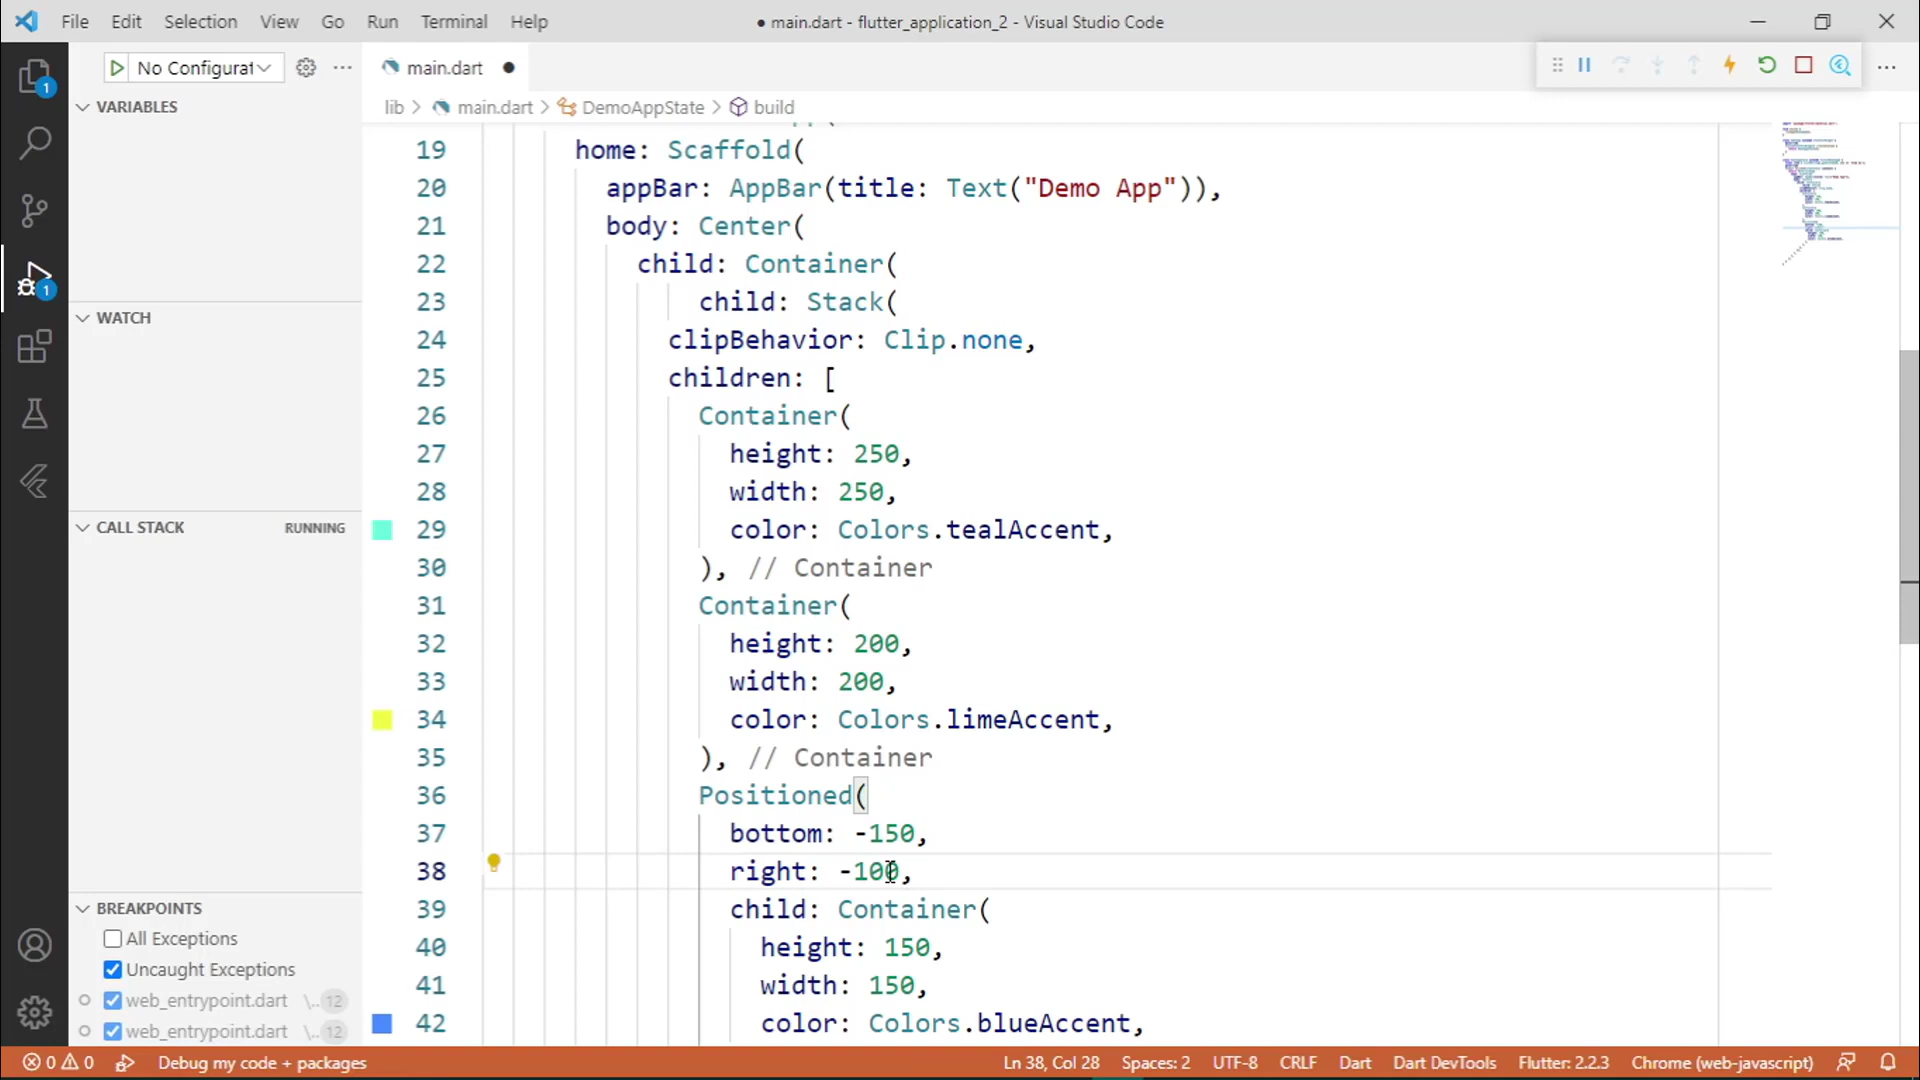 File Edit Selection View Go Run Terminal Help
● main.dart - flutter_application_2 - Visual Studio Code
No Configurat
main.dart
VARIABLES
lib > main.dart > DemoAppState > build
19 home: Scaffold(
20 appBar: AppBar(title: Text("Demo App")),
21 body: Center(
22 child: Container(
23 child: Stack(
24 clipBehavior: Clip.none,
25 children: [
26 Container(
27 height: 250,
28 width: 250,
29 color: Colors.tealAccent,
30 ), // Container
31 Container(
32 height: 200,
33 width: 200,
34 color: Colors.limeAccent,
35 ), // Container
36 Positioned(
37 bottom: -150,
38 right: -100,
39 child: Container(
40 height: 150,
41 width: 150,
42 color: Colors.blueAccent,
1
1
WATCH
CALL STACK RUNNING
BREAKPOINTS
All Exceptions
Uncaught Exceptions
web_entrypoint.dart \.. 12
web_entrypoint.dart \.. 12
0 0 Debug my code + packages Ln 38, Col 28 Spaces: 2 UTF-8 CRLF Dart Dart DevTools Flutter: 2.2.3 Chrome (web-javascript)